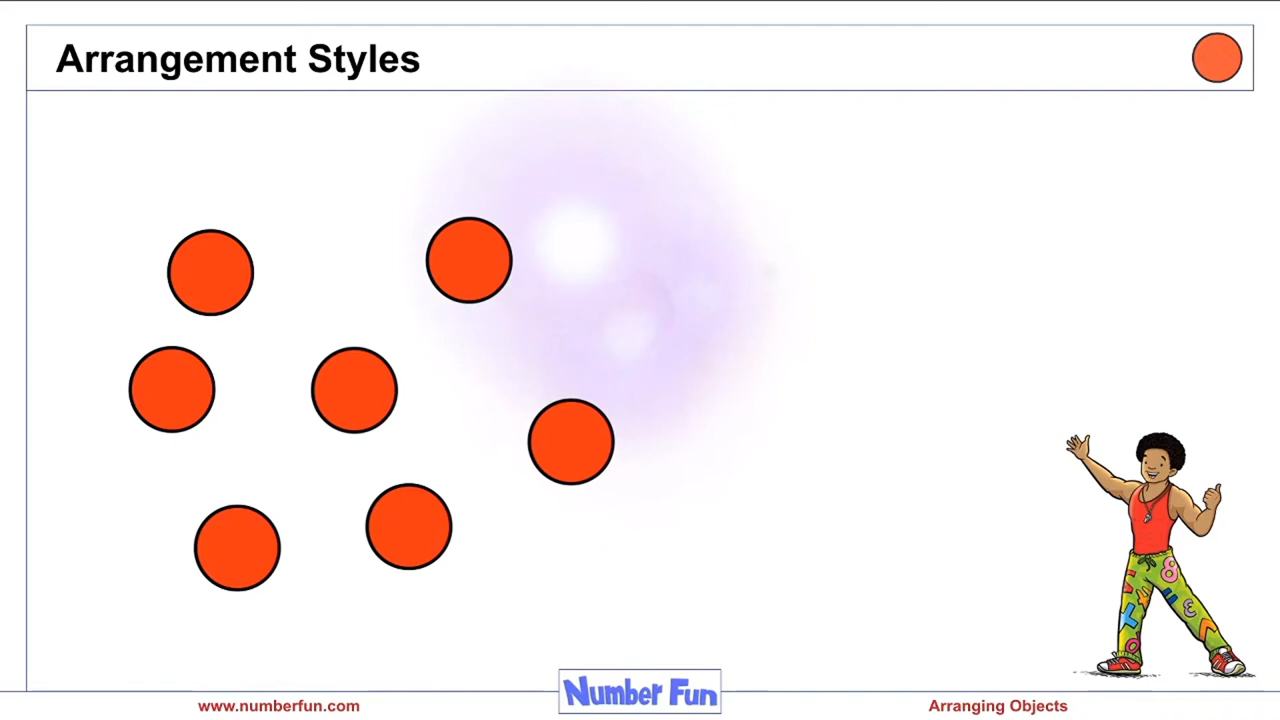 Arrangement Styles
Number Fun
www.numberfun.com
Arranging Objects